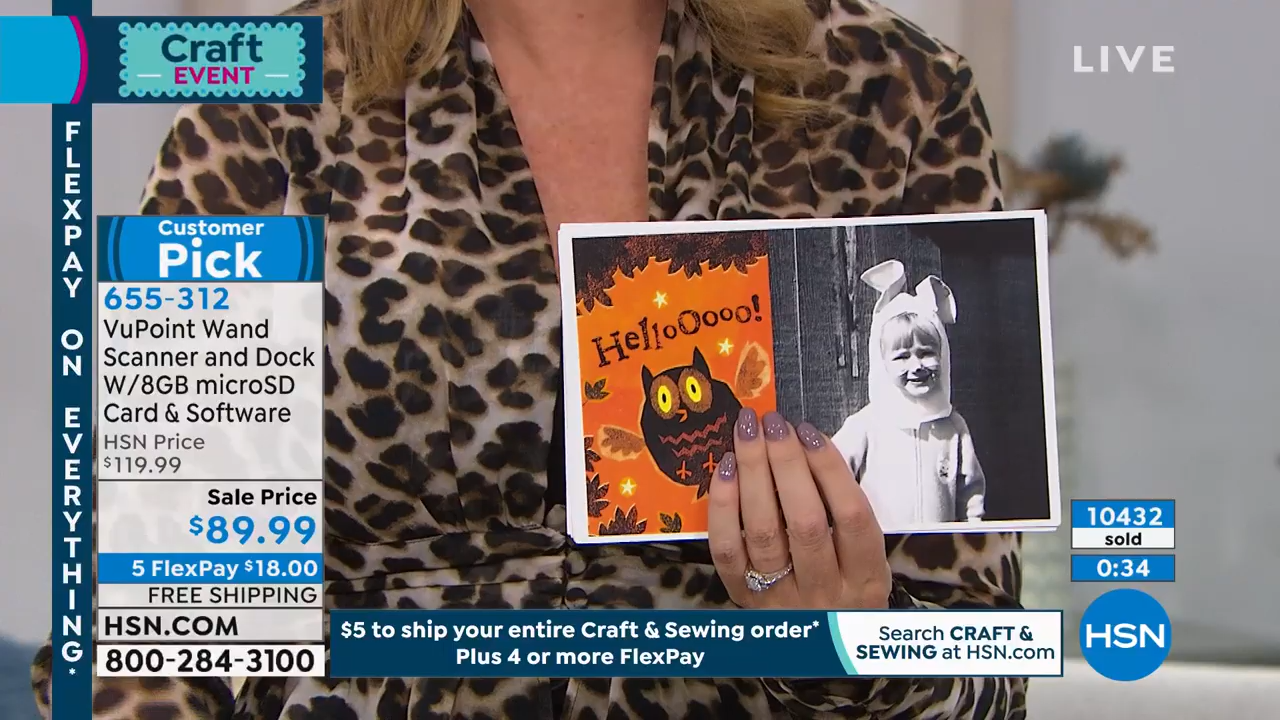 Craft
EVENT
LIVE
FLEXPAY ON EVERYTHING*
Customer
Pick
655-312
VuPoint Wand
Scanner and Dock
W/8GB microSD
Card & Software
HSN Price
$119.99
Sale Price
$89.99
5 FlexPay $18.00
FREE SHIPPING
HSN.COM
800-284-3100
HelloOooo!
10432
sold
0:34
HSN
$5 to ship your entire Craft & Sewing order*
Plus 4 or more FlexPay
Search CRAFT &
SEWING at HSN.com